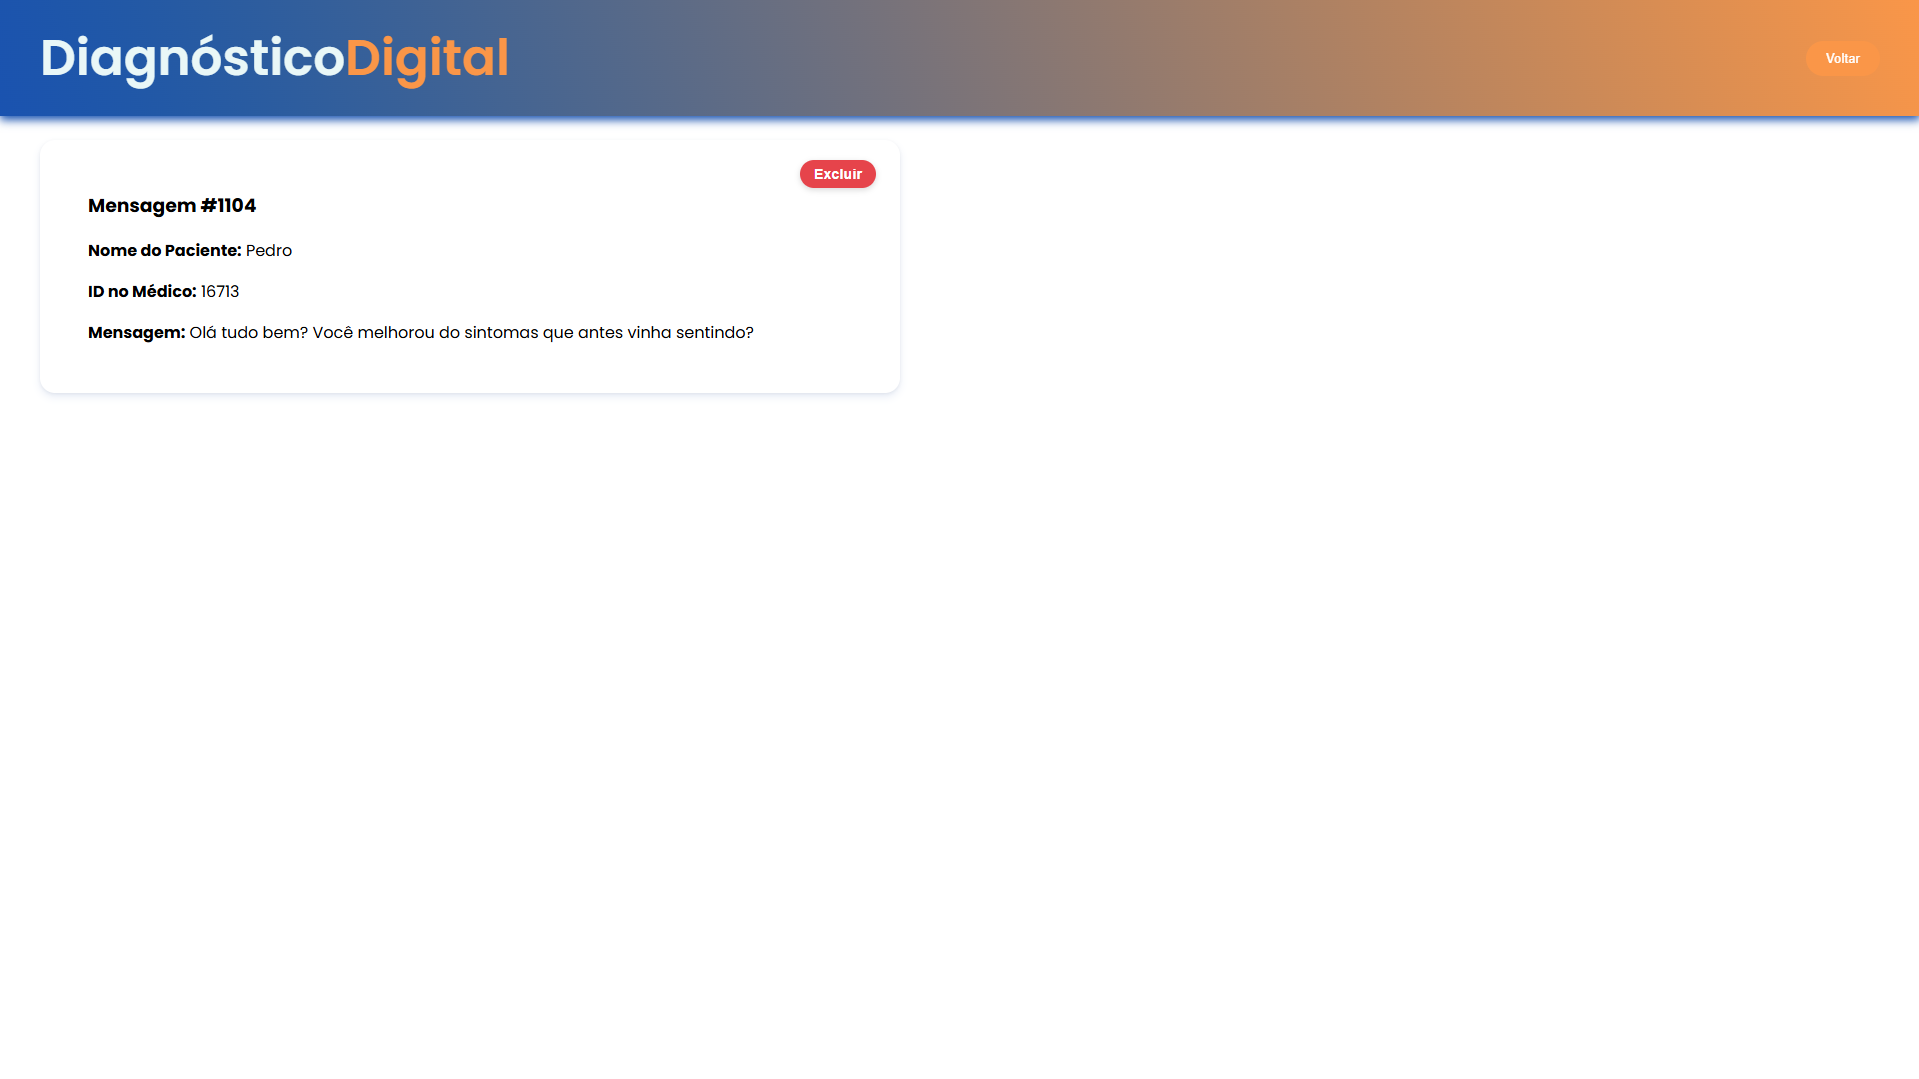 DiagnósticoDigital
Voltar
Excluir
Mensagem #1104
Nome do Paciente: Pedro
ID no Médico: 16713
Mensagem: Olá tudo bem? Você melhorou do sintomas que antes vinha sentindo?